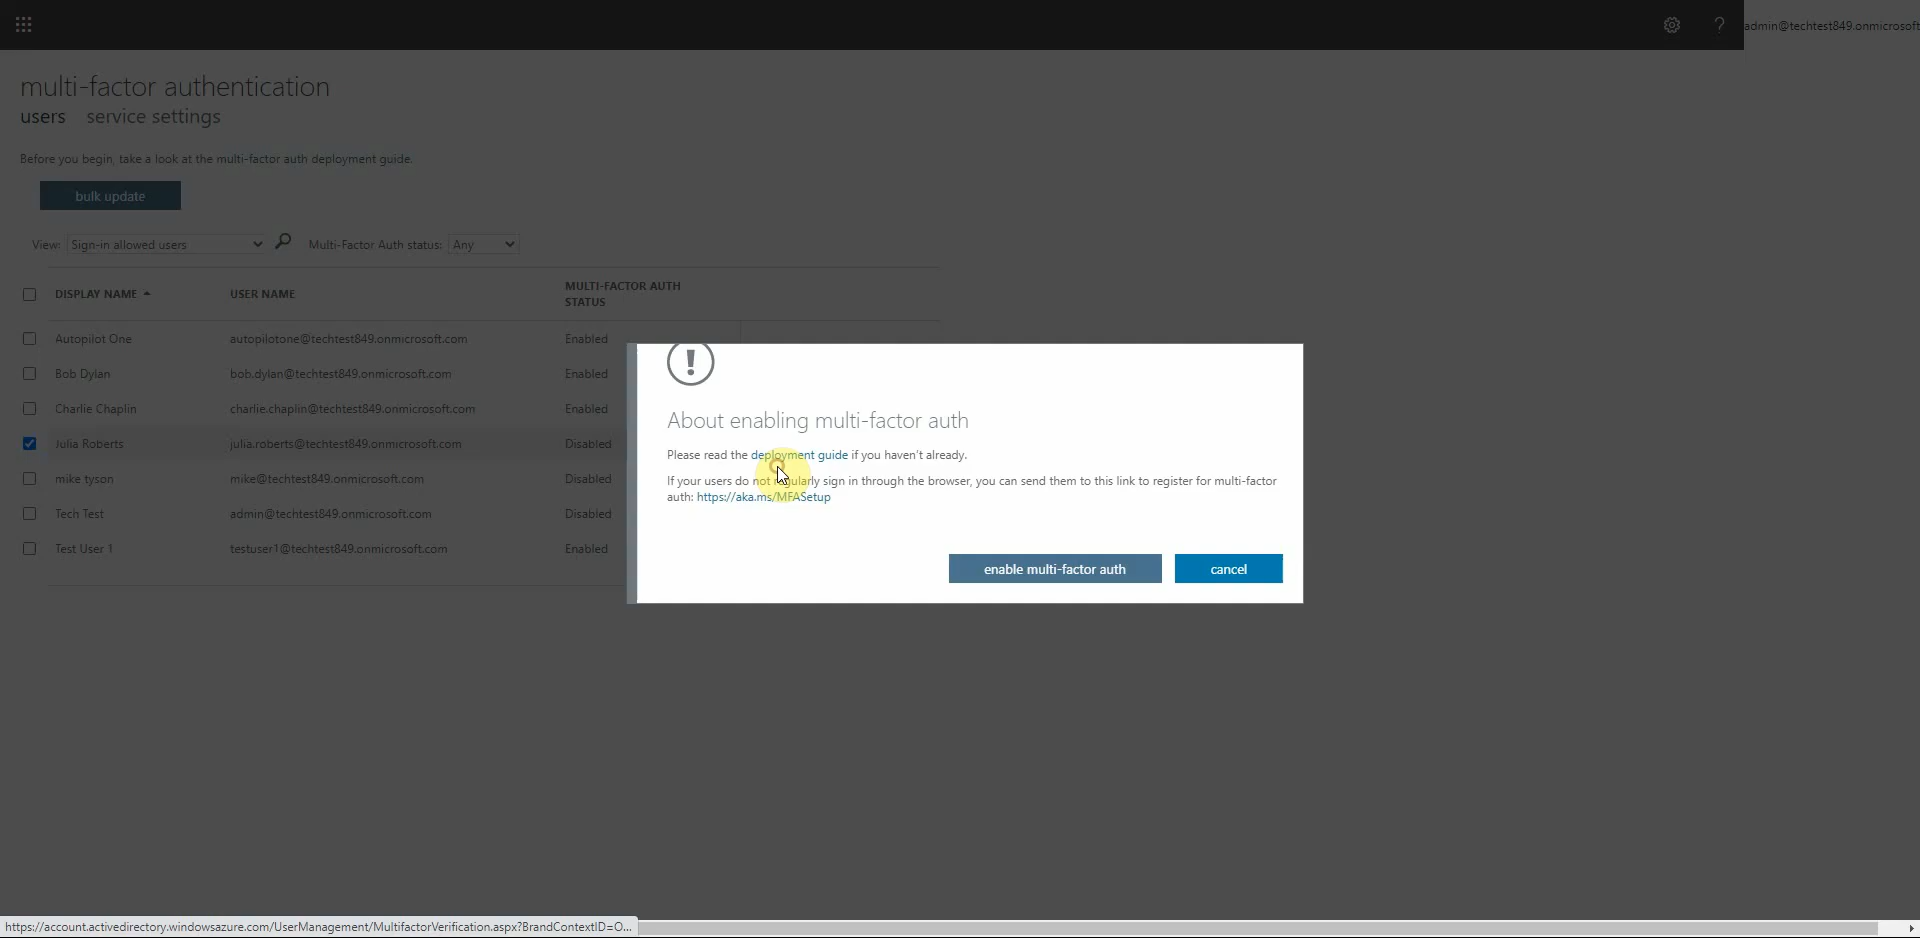 admin@techtest849.onmicrosoft
multi-factor authentication
users service settings
Before you begin, take a look at the multi-factor auth deployment guide.
bulk update
View: Sign-in allowed users Multi-Factor Auth status: Any
DISPLAY NAME USER NAME MULTI-FACTOR AUTH
STATUS
Autopilot One autopilotone@techtest849.onmicrosoft.com Enabled
Bob Dylan bob.dylan@techtest849.onmicrosoft.com Enabled
Charlie Chaplin charlie.chaplin@techtest849.onmicrosoft.com Enabled
Julia Roberts julia.roberts@techtest849.onmicrosoft.com Disabled
mike tyson mike@techtest849.onmicrosoft.com Disabled
Tech Test admin@techtest849.onmicrosoft.com Disabled
Test User 1 testuser1@techtest849.onmicrosoft.com Enabled
About enabling multi-factor auth
Please read the deployment guide if you haven't already.
If your users do not regularly sign in through the browser, you can send them to this link to register for multi-factor
auth: https://aka.ms/MFASetup
enable multi-factor auth cancel
https://account.activedirectory.windowsazure.com/UserManagement/MultifactorVerification.aspx?BrandContextID=O...